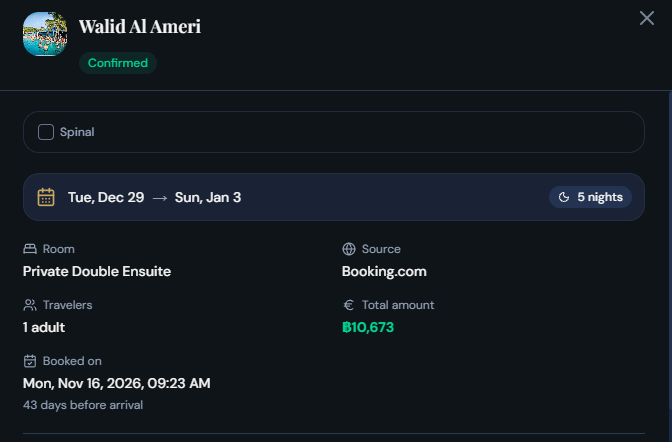 Walid Al Ameri
Confirmed
Spinal
Tue, Dec 29 → Sun, Jan 3
5 nights
Room
Private Double Ensuite
Source
Booking.com
Travelers
1 adult
€ Total amount
฿10,673
Booked on
Mon, Nov 16, 2026, 09:23 AM
43 days before arrival